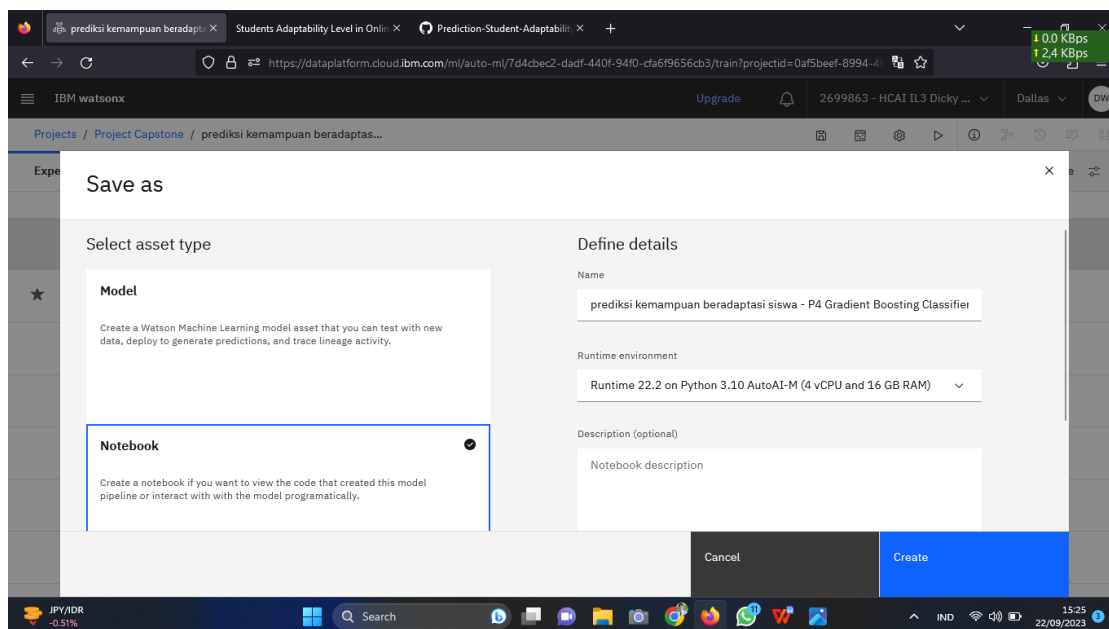 prediksi kemampuan beradapta
Students Adaptability Level in Onlin
Prediction-Student-Adaptability
0.0 KBps
2,4 KBps
https://dataplatform.cloud.ibm.com/ml/auto-ml/7d4cbec2-dadf-440f-94f0-cfa6f9656cb3/train?projectid=0af5beef-8994-4
IBM watsonx
Upgrade
2699863 - HCAI IL3 Dicky ...
Dallas
DW
Projects / Project Capstone / prediksi kemampuan beradaptas...
Expe
Save as
Select asset type
Define details
Model
Create a Watson Machine Learning model asset that you can test with new
data, deploy to generate predictions, and trace lineage activity.
Name
prediksi kemampuan beradaptasi siswa - P4 Gradient Boosting Classifier
Runtime environment
Runtime 22.2 on Python 3.10 AutoAI-M (4 vCPU and 16 GB RAM)
Notebook
Create a notebook if you want to view the code that created this model
pipeline or interact with with the model programatically.
Description (optional)
Notebook description
Cancel
Create
JPY/IDR
-0.51%
Search
11
IND
15:25
22/09/2023
3